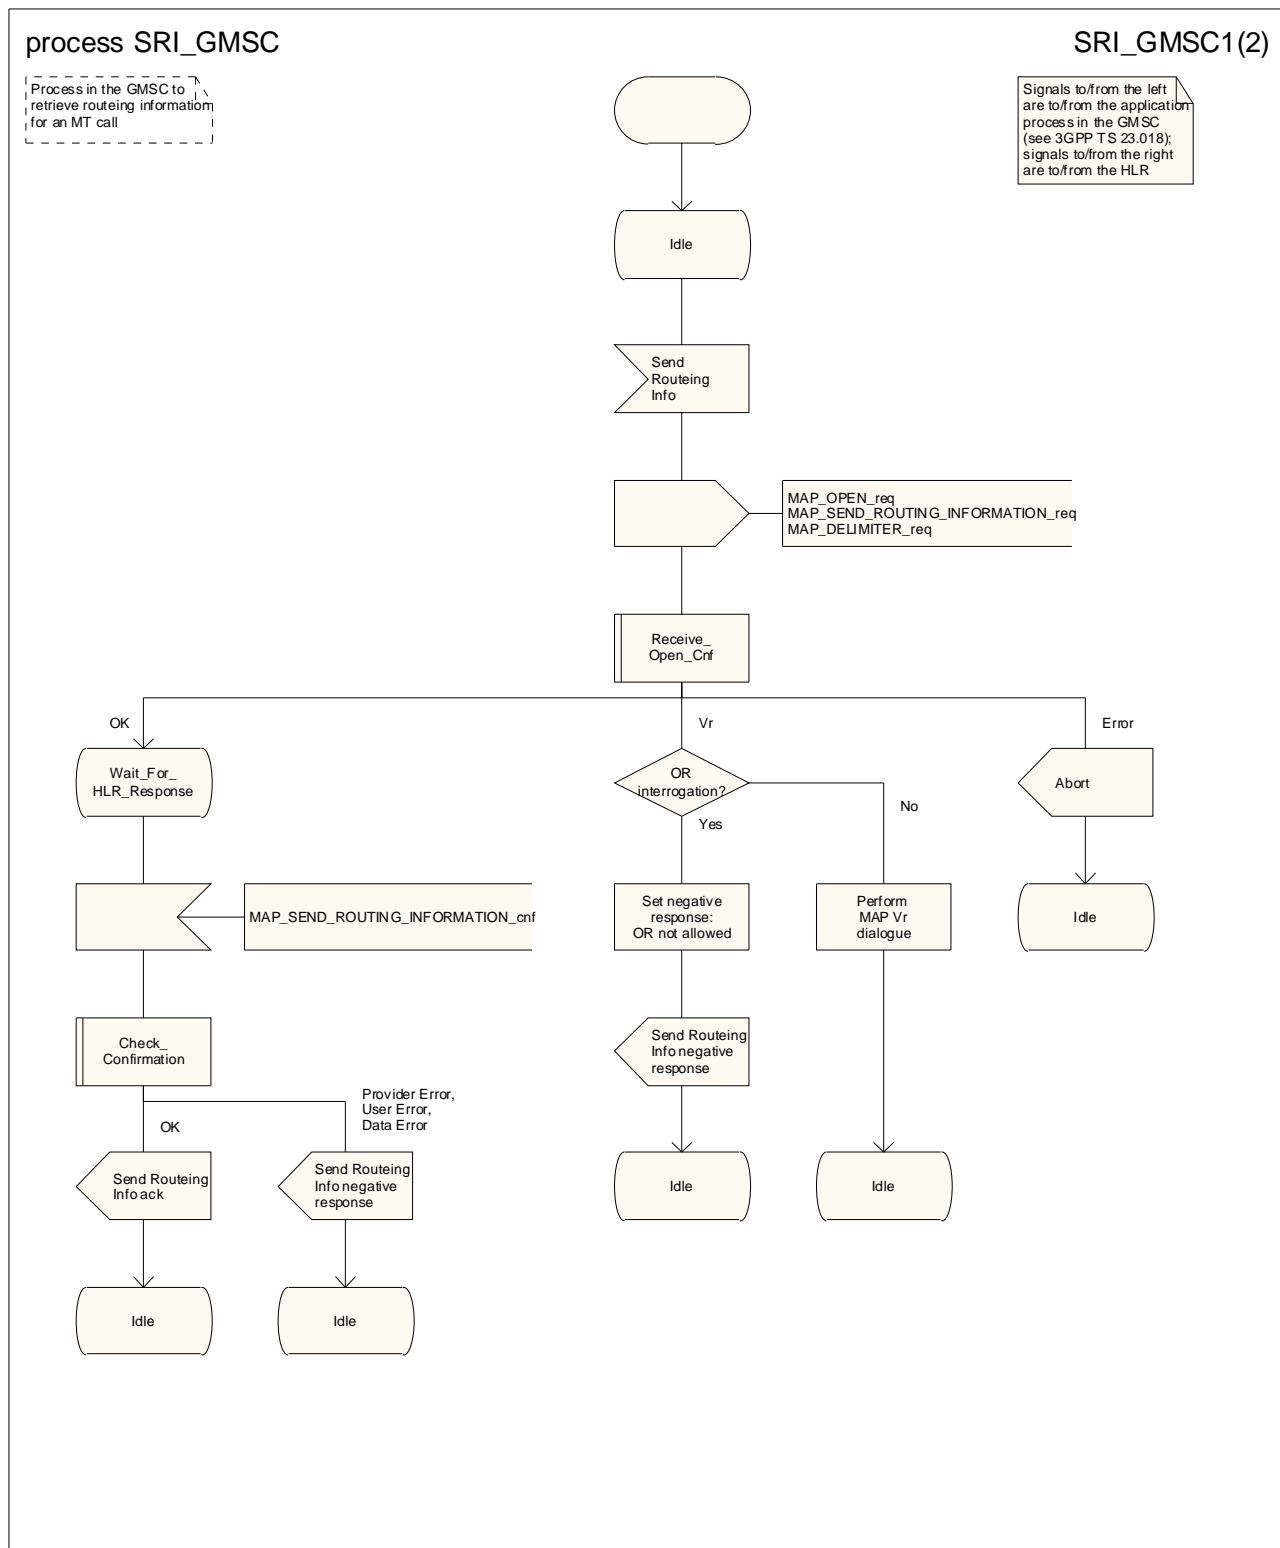 process SRI_GMSC
SRI_GMSC1(2)
Process in the GMSC to
retrieve routeing information
for an MT call
Signals to/from the left
are to/from the application
process in the GMSC
(see 3GPP TS 23.018);
signals to/from the right
are to/from the HLR
Idle
Send
Routeing
Info
MAP_OPEN_req
MAP_SEND_ROUTING_INFORMATION_req
MAP_DELIMITER_req
Receive_
Open_Cnf
OK
Vr
Error
Wait_For_
HLR_Response
OR
interrogation?
Abort
No
Yes
MAP_SEND_ROUTING_INFORMATION_cnf
Set negative
response:
OR not allowed
Perform
MAP Vr
dialogue
Idle
Check_
Confirmation
Send Routeing
Info negative
response
Provider Error,
User Error,
Data Error
OK
Send Routeing
Info ack
Send Routeing
Info negative
response
Idle
Idle
Idle
Idle